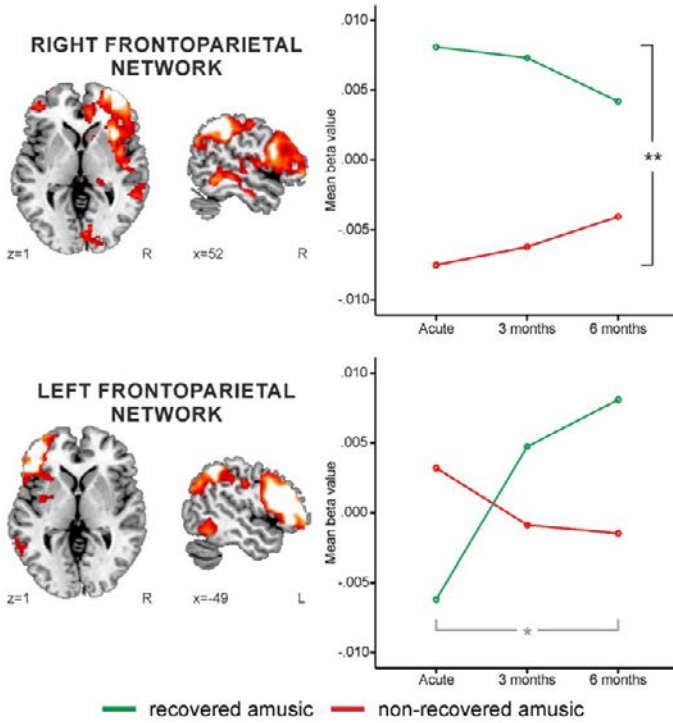 RIGHT FRONTOPARIETAL
NETWORK
z=1
R
x=52
R
Mean beta value
.010
.005
.000
-.005
-.010
**
Acute
3 months
6 months
LEFT FRONTOPARIETAL
NETWORK
z=1
R
x=-49
L
Mean beta value
.010
.005
.000
-.005
-.010
*
Acute
3 months
6 months
recovered amusic
non-recovered amusic